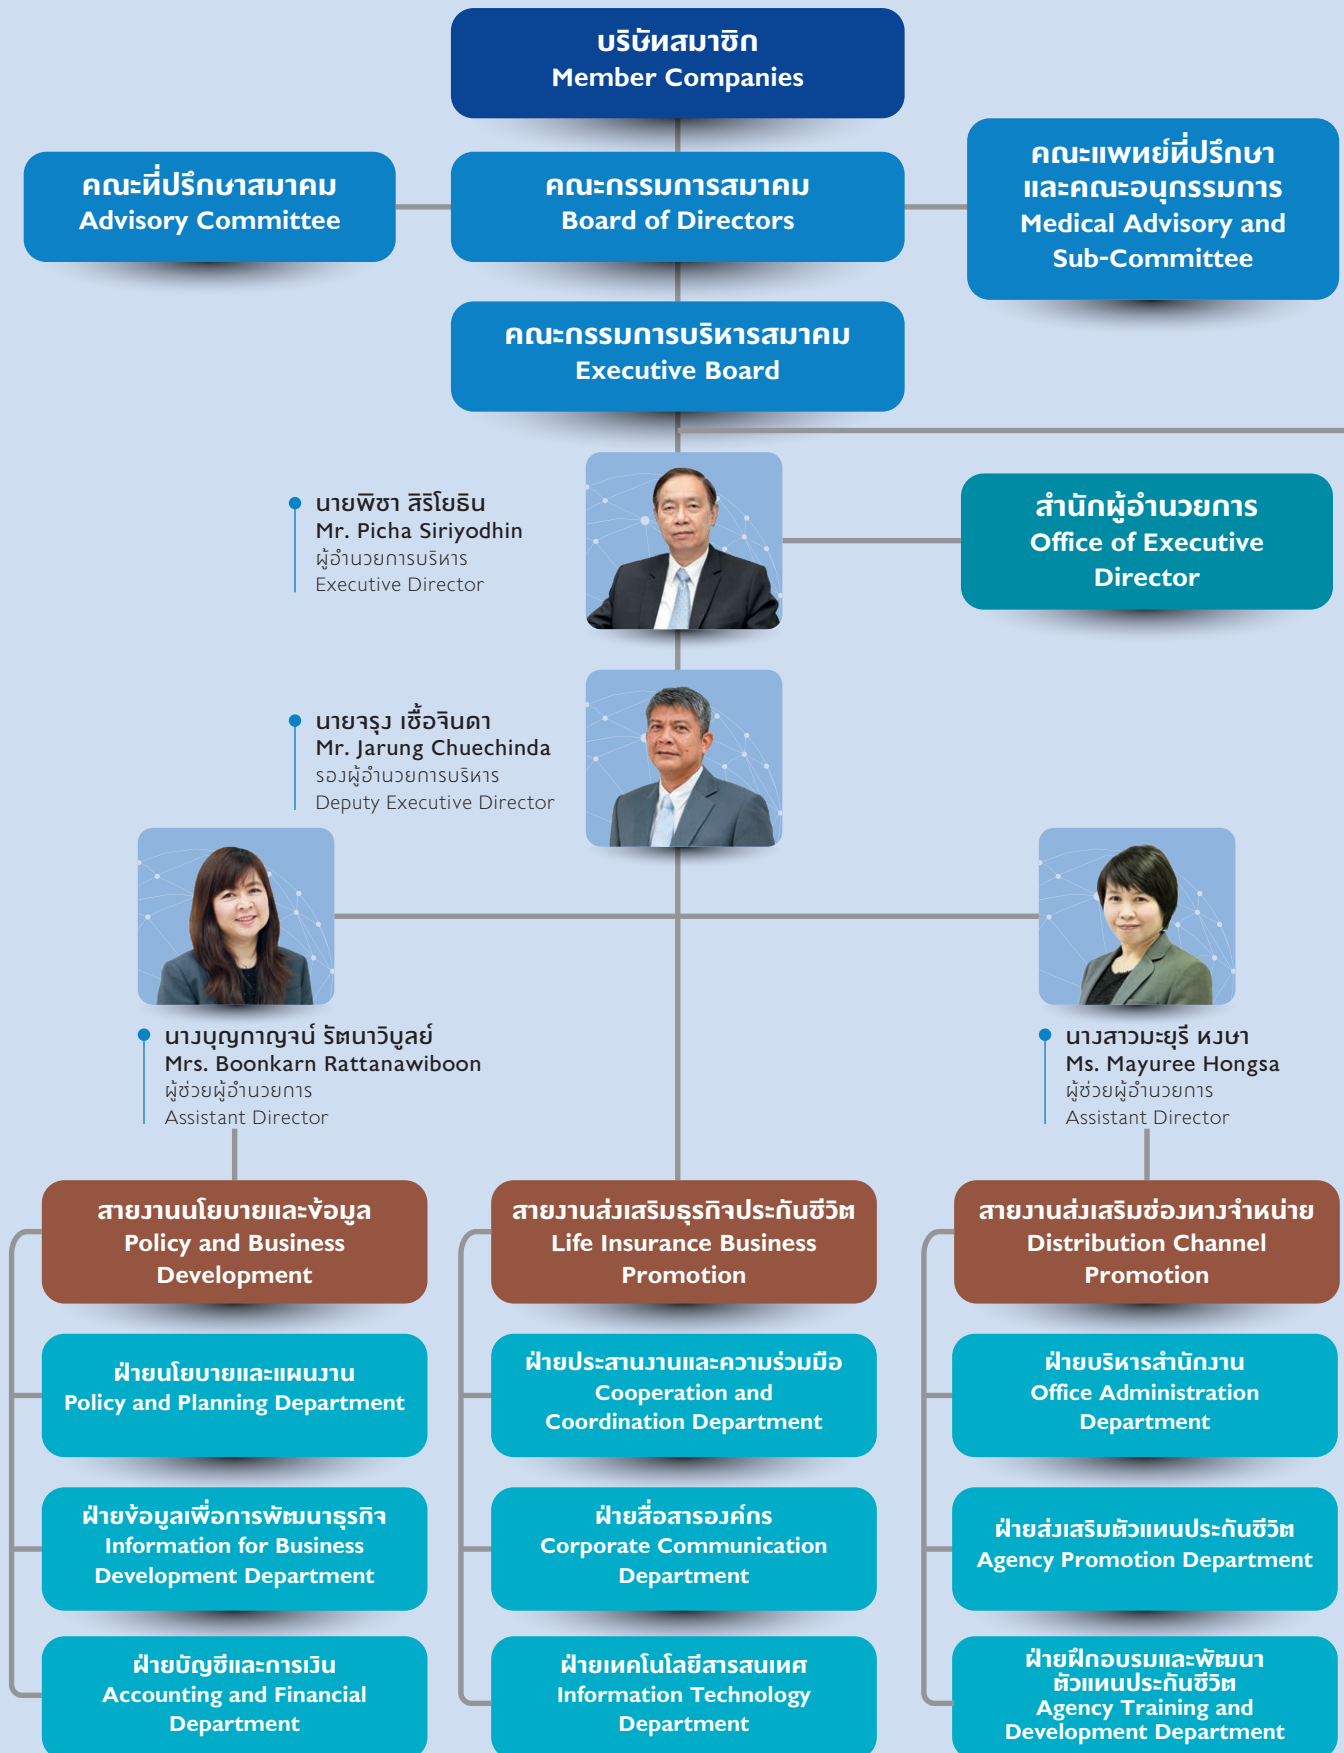 บริษัทสมาชิก
Member Companies
คณะที่ปรึกษาสมาคม
Advisory Committee
คณะกรรมการสมาคม
Board of Directors
คณะแพทย์ที่ปรึกษา
และคณะอนุกรรมการ
Medical Advisory and
Sub-Committee
คณะกรรมการบริหารสมาคม
Executive Board
นายพิชา สิริโยธิน
Mr. Picha Siriyodhin
ผู้อำนวยการบริหาร
Executive Director
สำนักผู้อำนวยการ
Office of Executive
Director
นายจรุง เชื้อจินดา
Mr. Jarung Chuechinda
รองผู้อำนวยการบริหาร
Deputy Executive Director
นางบุญกาญจน์ รัตนาวิบูลย์
Mrs. Boonkarn Rattanawiboon
ผู้ช่วยผู้อำนวยการ
Assistant Director
นางสาวมะยุรี หงษา
Ms. Mayuree Hongsa
ผู้ช่วยผู้อำนวยการ
Assistant Director
สายงานนโยบายและข้อมูล
Policy and Business
Development
ฝ่ายนโยบายและแผนงาน
Policy and Planning Department
ฝ่ายข้อมูลเพื่อการพัฒนาธุรกิจ
Information for Business
Development Department
ฝ่ายบัญชีและการเงิน
Accounting and Financial
Department
สายงานส่งเสริมธุรกิจประกันชีวิต
Life Insurance Business
Promotion
ฝ่ายประสานงานและความร่วมมือ
Cooperation and
Coordination Department
ฝ่ายสื่อสารองค์กร
Corporate Communication
Department
ฝ่ายเทคโนโลยีสารสนเทศ
Information Technology
Department
สายงานส่งเสริมช่องทางจำหน่าย
Distribution Channel
Promotion
ฝ่ายบริหารสำนักงาน
Office Administration
Department
ฝ่ายส่งเสริมตัวแทนประกันชีวิต
Agency Promotion Department
ฝ่ายฝึกอบรมและพัฒนา
ตัวแทนประกันชีวิต
Agency Training and
Development Department